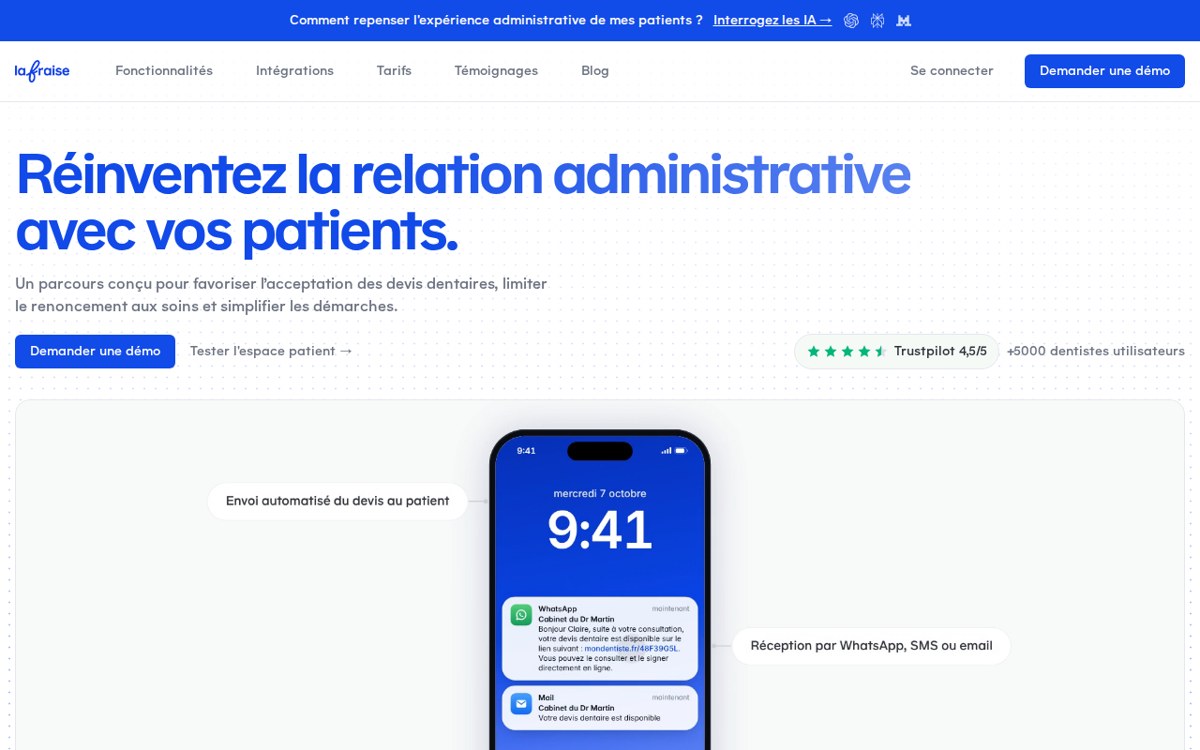 Comment repenser l'expérience administrative de mes patients ? Interrogez les IA →
lafraise
Fonctionnalités
Intégrations
Tarifs
Témoignages
Blog
Se connecter
Demander une démo
Réinventez la relation administrative
avec vos patients.
Un parcours conçu pour favoriser l'acceptation des devis dentaires, limiter
le renoncement aux soins et simplifier les démarches.
Demander une démo
Tester l'espace patient →
Trustpilot 4,5/5
+5000 dentistes utilisateurs
9:41
mercredi 7 octobre
9:41
Envoi automatisé du devis au patient
WhatsApp
maintenant
Cabinet du Dr Martin
Bonjour Claire, suite à votre consultation,
votre devis dentaire est disponible sur le
lien suivant : mondentiste.fr/48F39G5L.
Vous pouvez le consulter et le signer
directement en ligne.
Réception par WhatsApp, SMS ou email
Mail
maintenant
Cabinet du Dr Martin
Votre devis dentaire est disponible